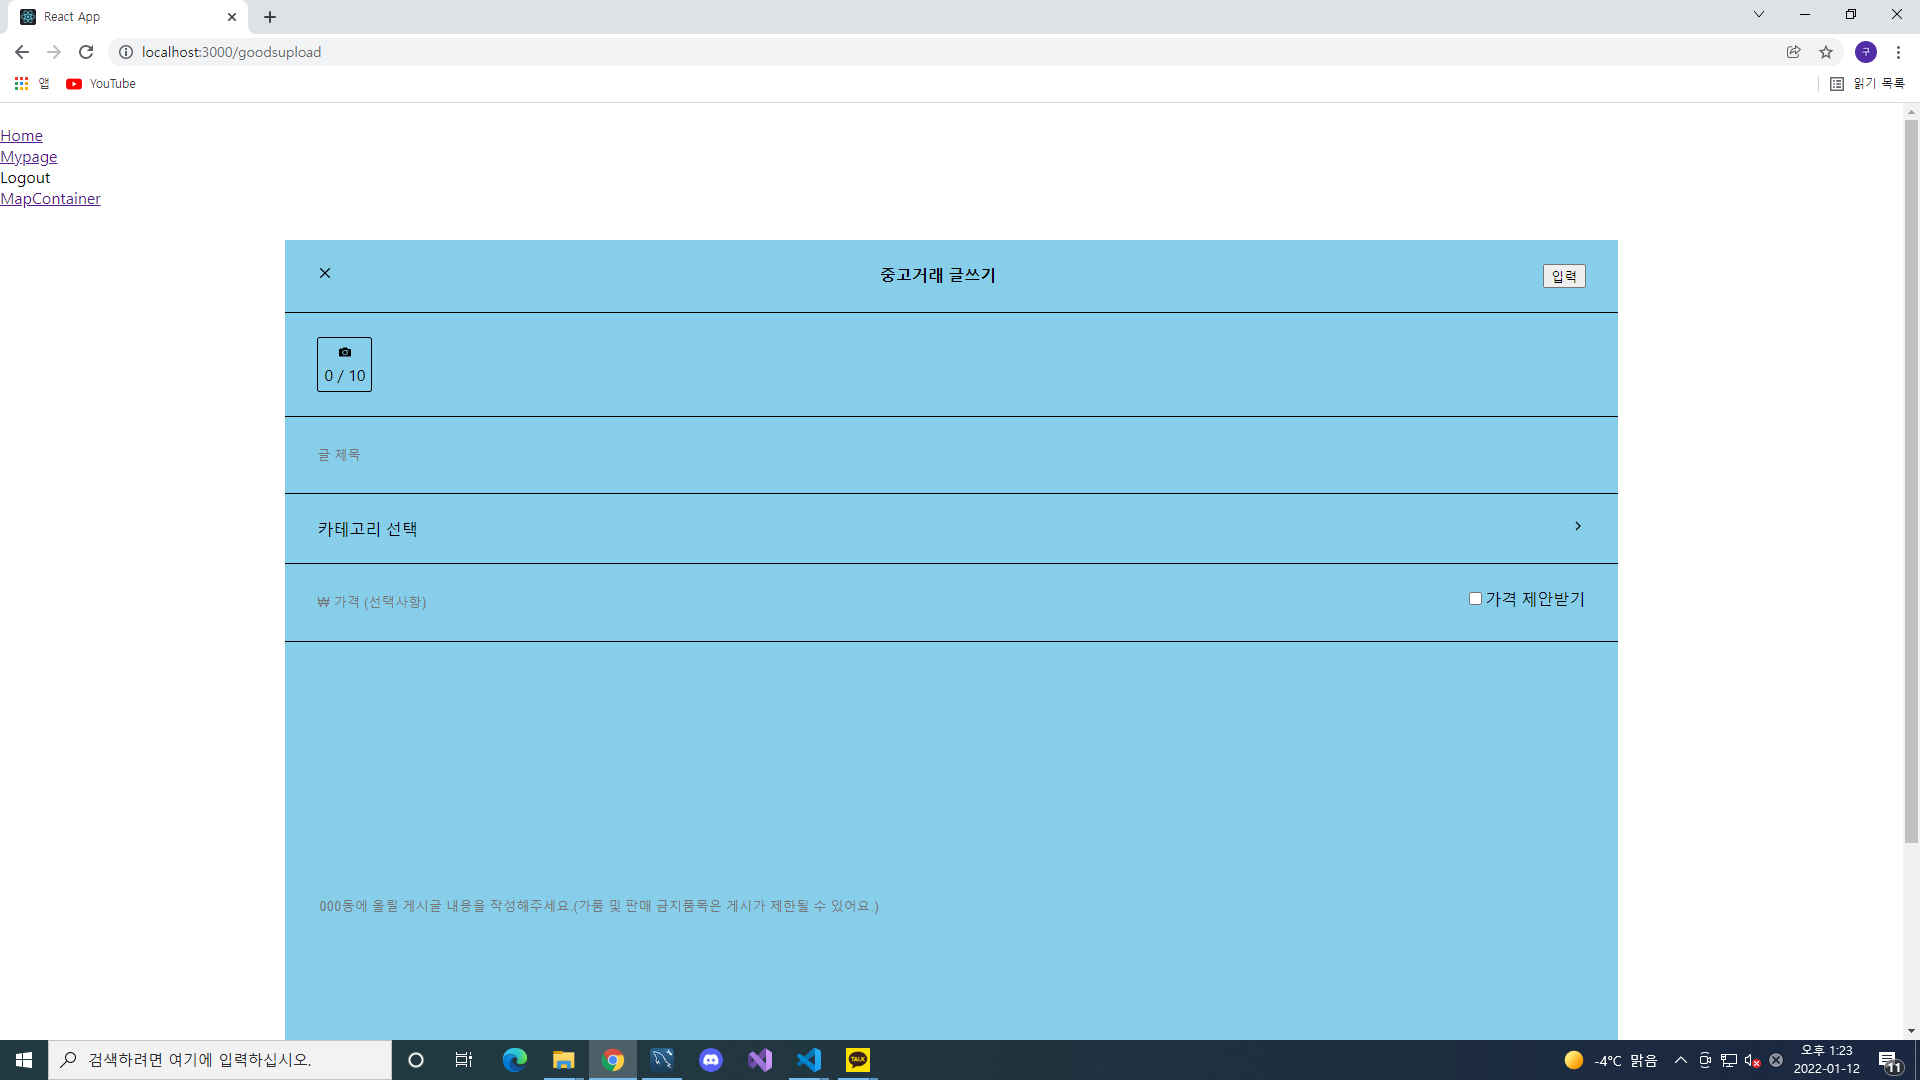 React App
localhost:3000/goodsupload
구
앱
YouTube
읽기 목록
Home
Mypage
Logout
MapContainer
중고거래 글쓰기
입력
0 / 10
글 제목
카테고리 선택
₩ 가격 (선택사항)
가격 제안받기
000동에 올릴 게시글 내용을 작성해주세요.(가품 및 판매 금지품목은 게시가 제한될 수 있어요.)
검색하려면 여기에 입력하십시오.
TALK
-4°C 맑음
오후 1:23
2022-01-12
11